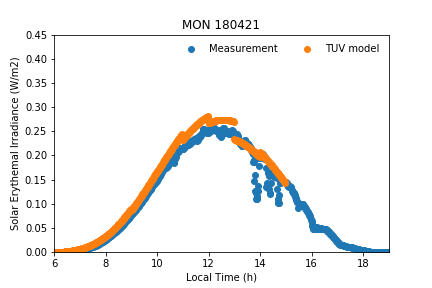 MON 180421
Measurement
TUV model
Solar Erythemal Irradiance (W/m2)
0.45
0.40
0.35
0.30
0.25
0.20
0.15
0.10
0.05
0.00
6 8 10 12 14 16 18
Local Time (h)